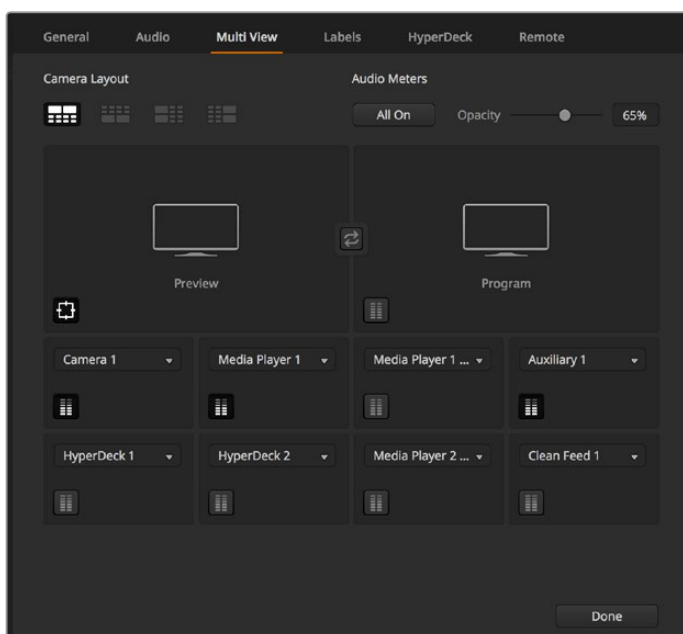 General Audio Multi View Labels HyperDeck Remote
Camera Layout Audio Meters
All On Opacity 65%
Preview Program
Camera 1 Media Player 1 Media Player 1 ... Auxiliary 1
HyperDeck 1 HyperDeck 2 Media Player 2 ... Clean Feed 1
Done